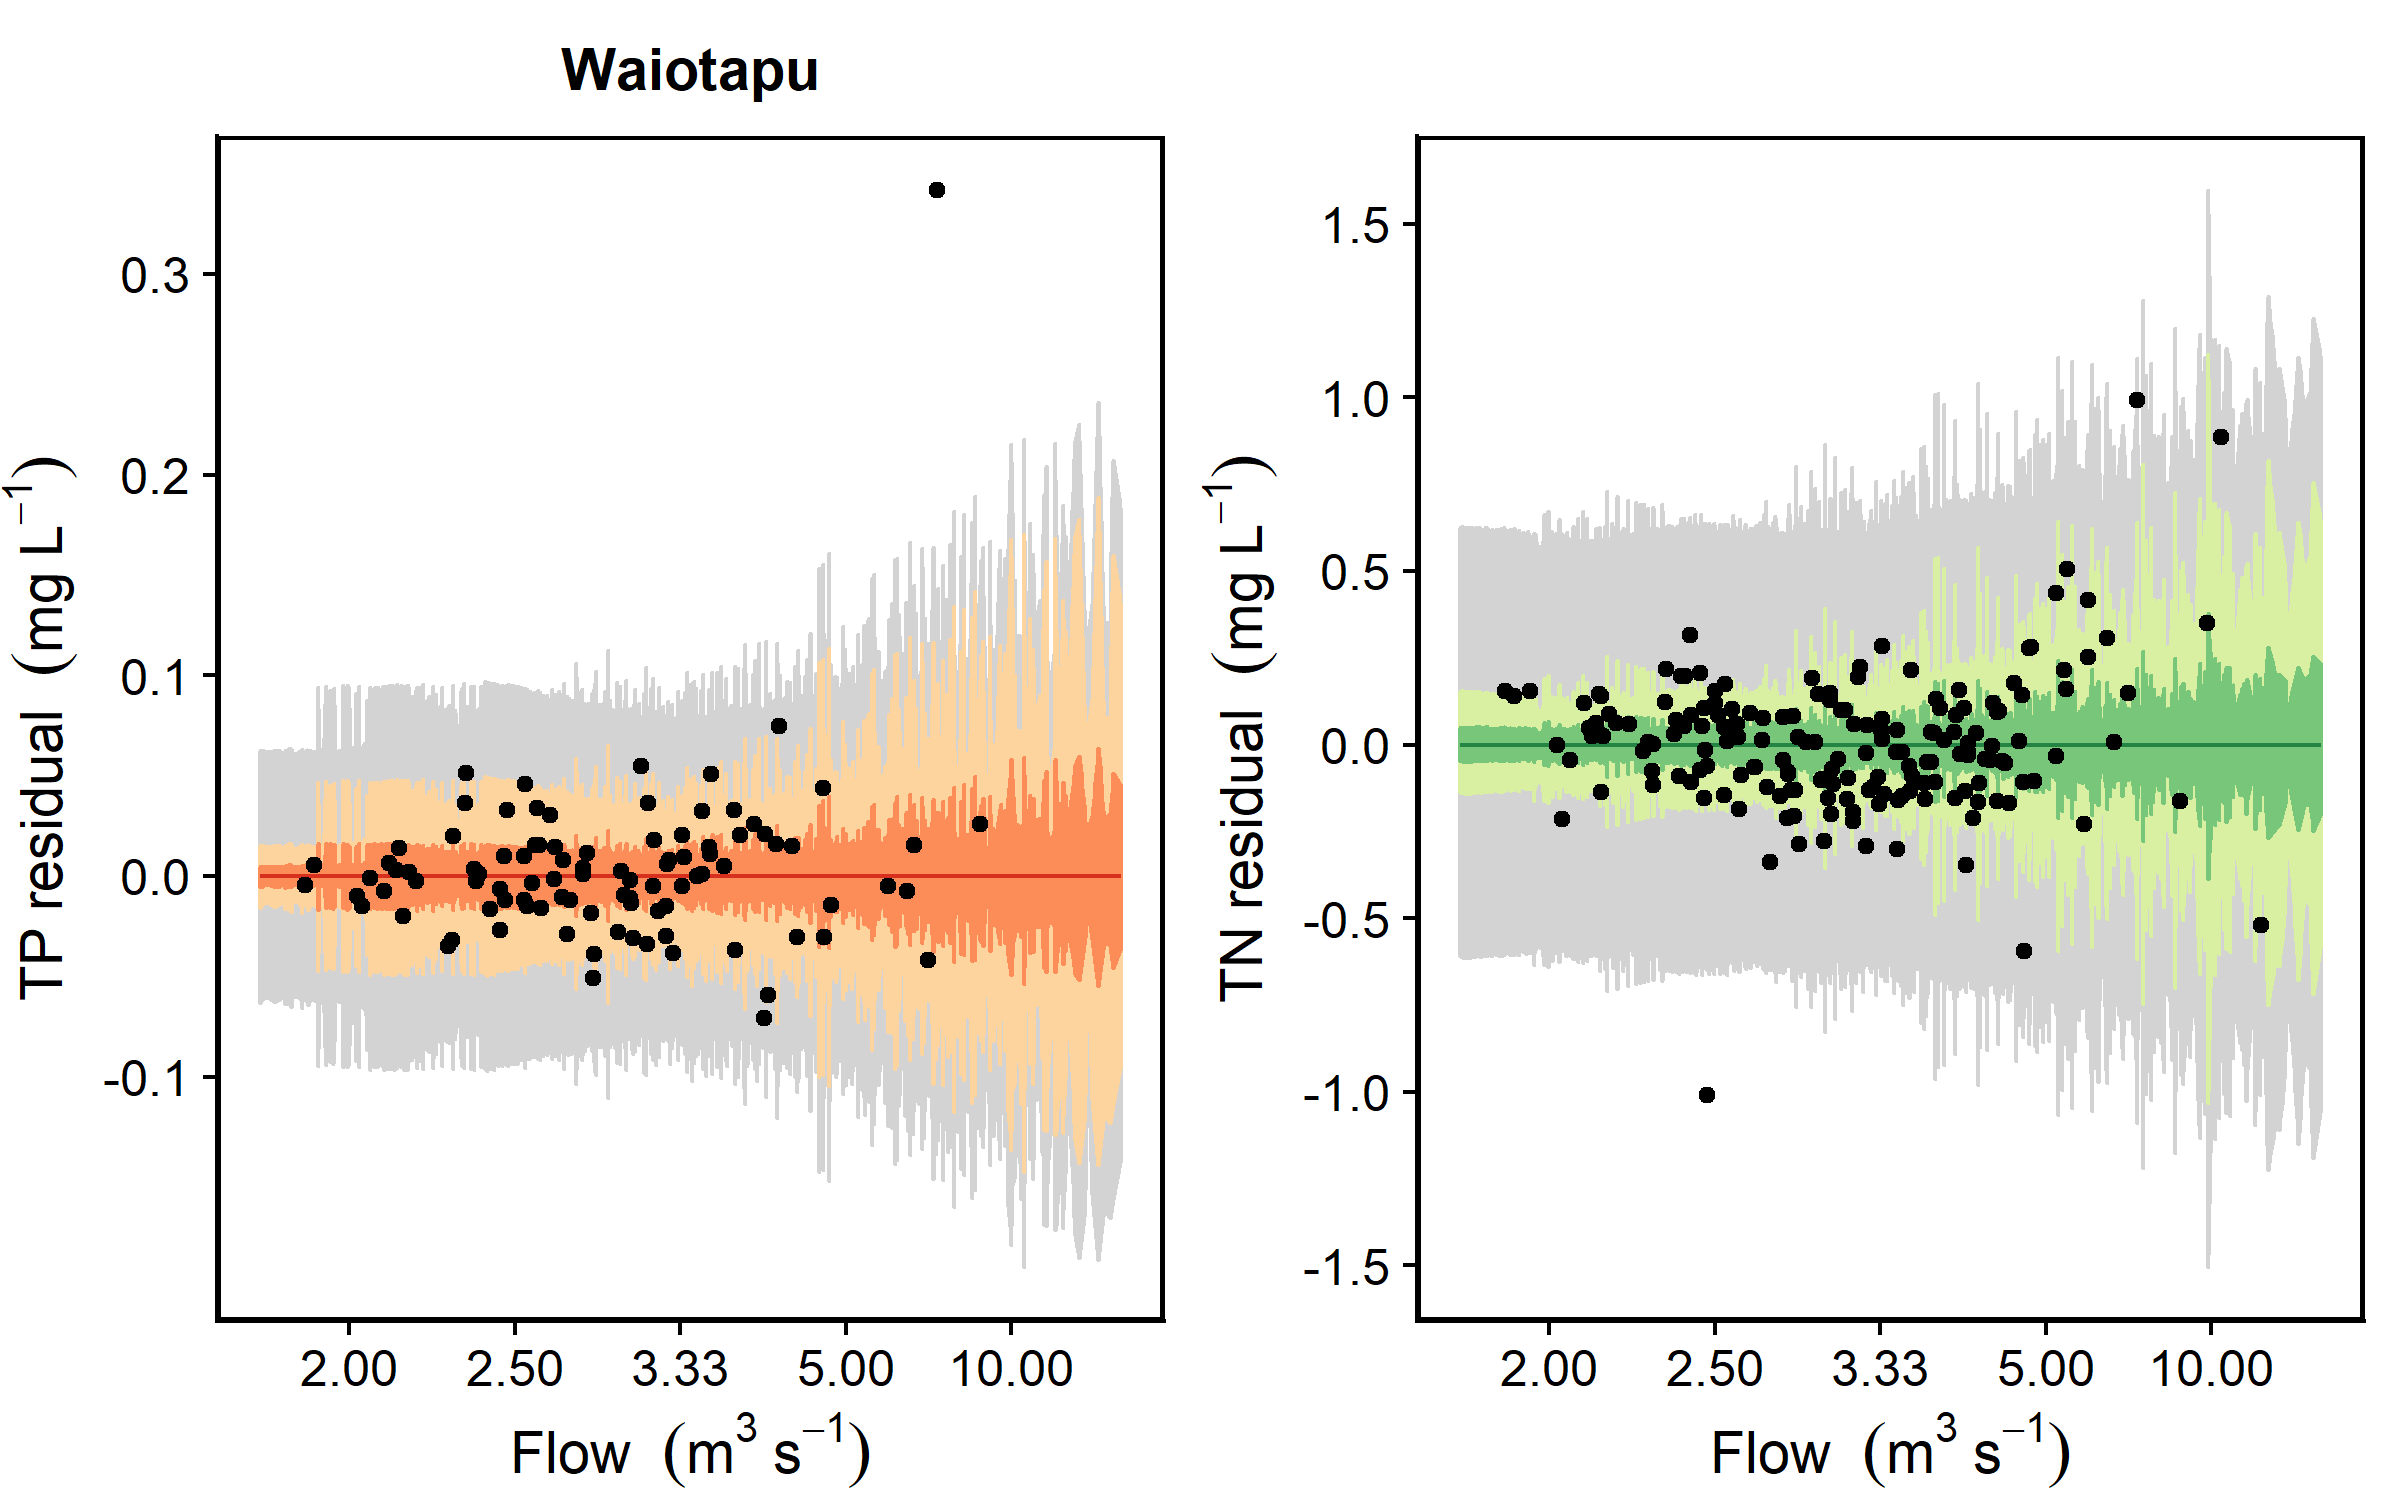 Waiotapu
TP residual (mg L⁻¹)
0.3
0.2
0.1
0.0
-0.1
2.00 2.50 3.33 5.00 10.00
Flow (m³ s⁻¹)
TN residual (mg L⁻¹)
1.5
1.0
0.5
0.0
-0.5
-1.0
-1.5
2.00 2.50 3.33 5.00 10.00
Flow (m³ s⁻¹)